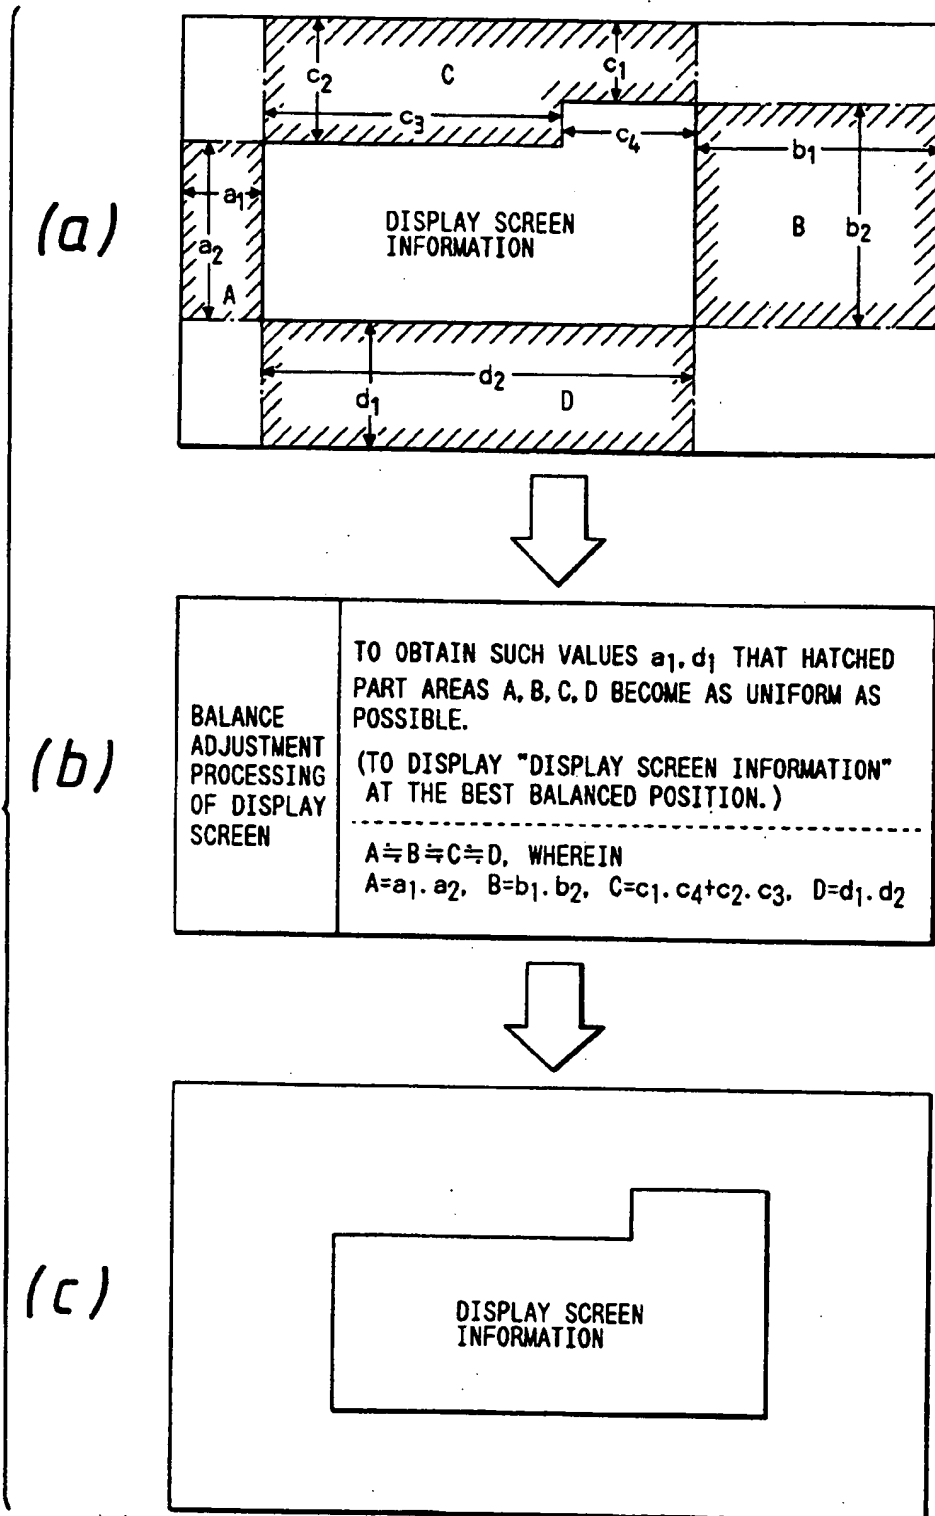 (a)
c2
C
c1
c3
c4
b1
a1
a2
A
DISPLAY SCREEN
INFORMATION
B
b2
d2
d1
D
(b)
BALANCE
ADJUSTMENT
PROCESSING
OF DISPLAY
SCREEN
TO OBTAIN SUCH VALUES a1, d1 THAT HATCHED
PART AREAS A, B, C, D BECOME AS UNIFORM AS
POSSIBLE.
(TO DISPLAY "DISPLAY SCREEN INFORMATION"
AT THE BEST BALANCED POSITION.)
A≒B≒C≒D, WHEREIN
A=a1.a2, B=b1.b2, C=c1.c4+c2.c3, D=d1.d2
(c)
DISPLAY SCREEN
INFORMATION